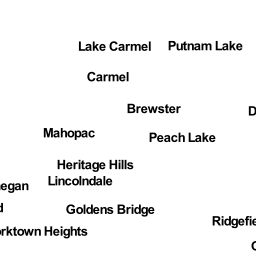 Lake Carmel
Putnam Lake
Carmel
Brewster
D
Mahopac
Peach Lake
Heritage Hills
Lincolndale
egan
d
Goldens Bridge
Ridgefie
rktown Heights